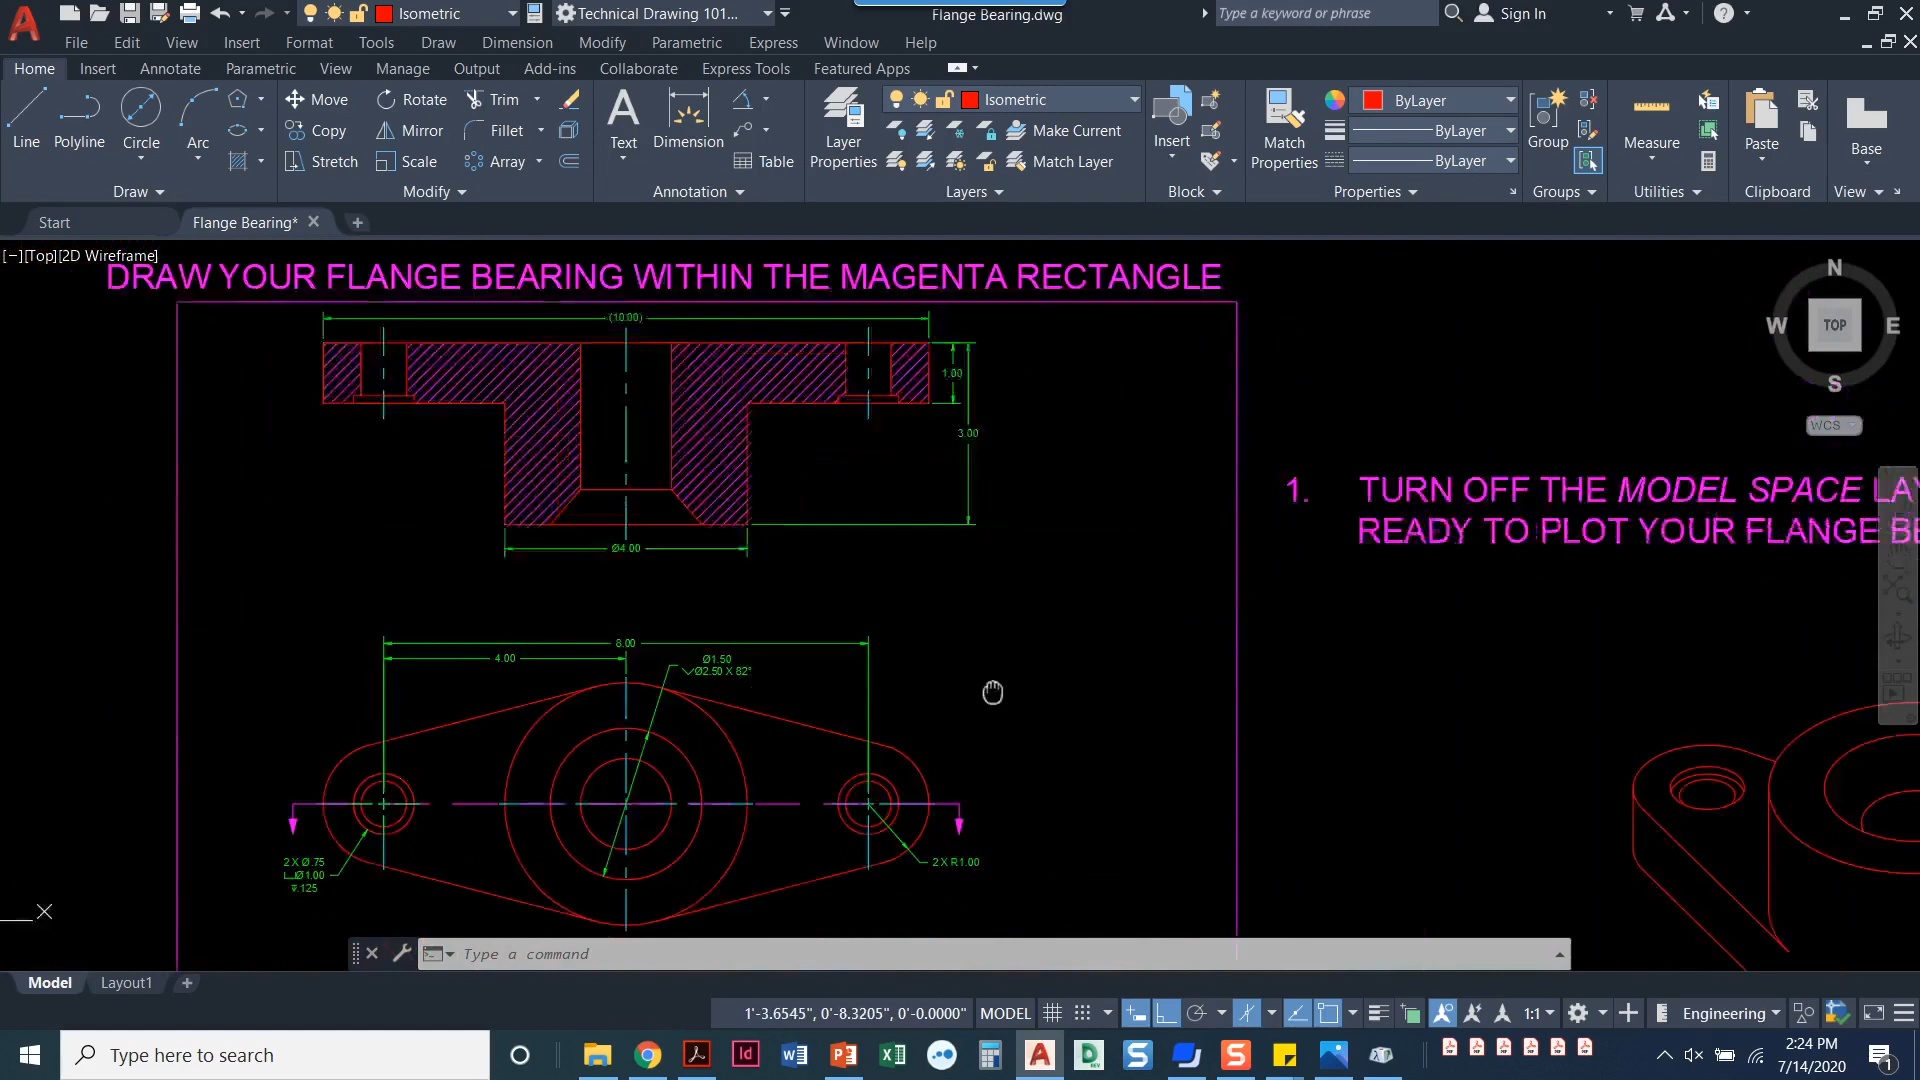 Isometric
Technical Drawing 101...
Flange Bearing.dwg
Type a keyword or phrase
Sign In
File Edit View Insert Format Tools Draw Dimension Modify Parametric Express Window Help
Home Insert Annotate Parametric View Manage Output Add-ins Collaborate Express Tools Featured Apps
Line
Polyline
Circle
Arc
Draw
Move
Rotate
Trim
Copy
Mirror
Fillet
Stretch
Scale
Array
Modify
Text
Dimension
Table
Annotation
Layer
Properties
Isometric
Make Current
Match Layer
Layers
Insert
Block
Match
Properties
ByLayer
ByLayer
ByLayer
Properties
Group
Groups
Measure
Utilities
Paste
Clipboard
Base
View
Start
Flange Bearing*
[−][Top][2D Wireframe]
DRAW YOUR FLANGE BEARING WITHIN THE MAGENTA RECTANGLE
(10.00)
1.00
3.00
Ø4.00
8.00
4.00
Ø1.50
⌵Ø2.50 X 82°
2 X Ø.75
⌴Ø1.00
↧.125
2 X R1.00
1. TURN OFF THE MODEL SPACE LAY
READY TO PLOT YOUR FLANGE BE
N
W
TOP
E
S
WCS
X
Type a command
Model
Layout1
1'-3.6545", 0'-8.3205", 0'-0.0000"
MODEL
1:1
Engineering
Type here to search
2:24 PM
7/14/2020
1